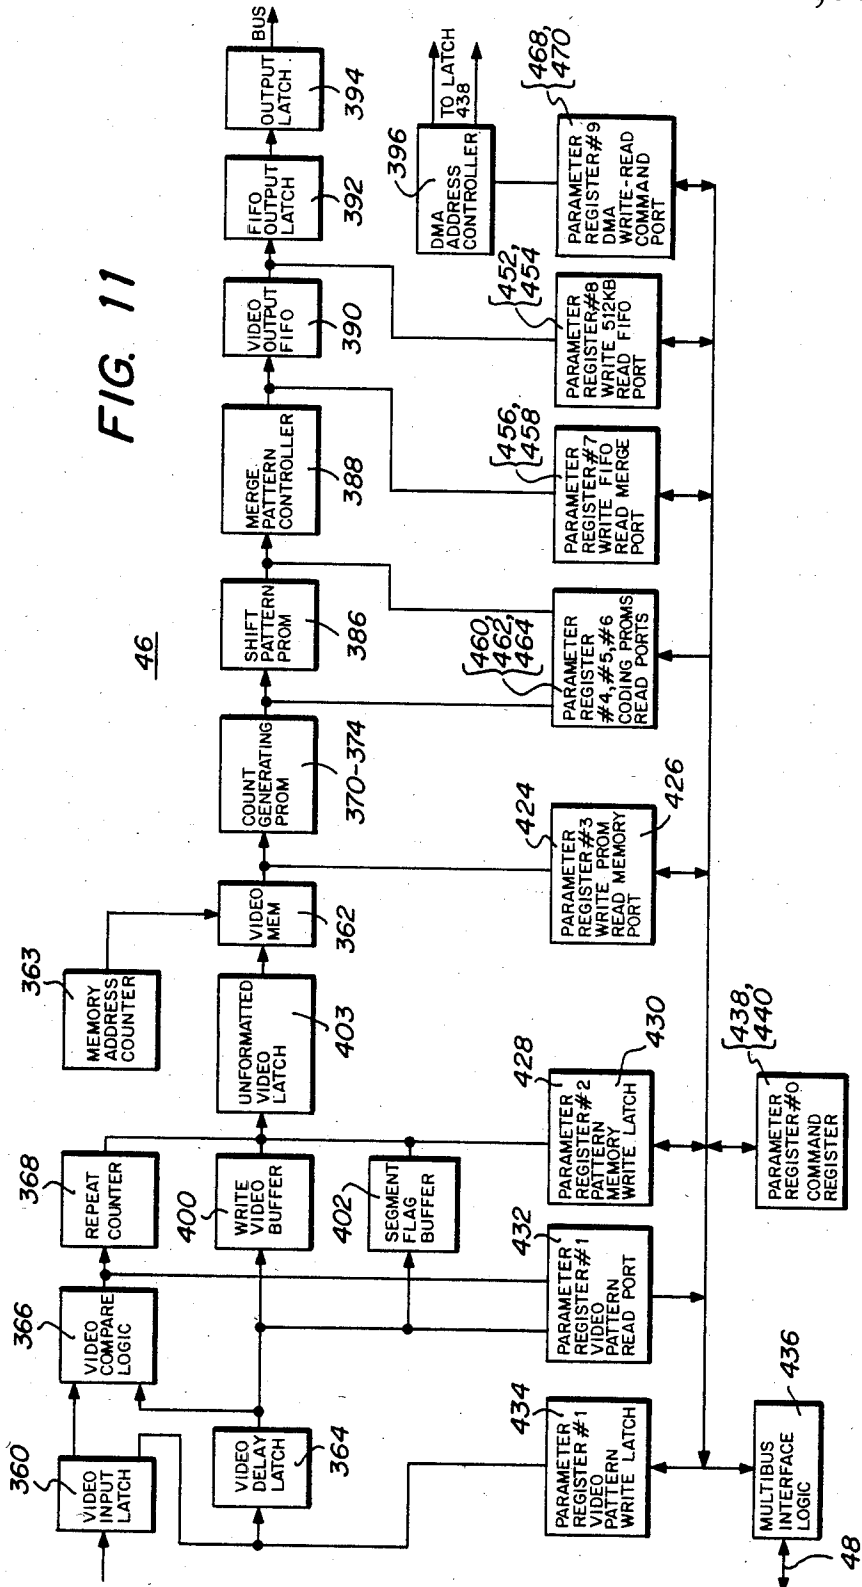 FIG. 11
46
360
VIDEO
INPUT
LATCH
366
VIDEO
COMPARE
LOGIC
368
REPEAT
COUNTER
363
MEMORY
ADDRESS
COUNTER
VIDEO
DELAY
LATCH
364
400
WRITE
VIDEO
BUFFER
402
SEGMENT
FLAG
BUFFER
UNFORMATTED
VIDEO
LATCH
403
VIDEO
MEM
362
COUNT
GENERATING
PROM
370-374
SHIFT
PATTERN
PROM
386
MERGE
PATTERN
CONTROLLER
388
VIDEO
OUTPUT
FIFO
390
FIFO
OUTPUT
LATCH
392
OUTPUT
LATCH
394
BUS
396
DMA
ADDRESS
CONTROLLER
TO LATCH
438
434
PARAMETER
REGISTER#1
VIDEO
PATTERN
WRITE LATCH
432
PARAMETER
REGISTER#1
VIDEO
PATTERN
READ PORT
428
PARAMETER
REGISTER#2
PATTERN
MEMORY
WRITE LATCH
430
424
PARAMETER
REGISTER#3
WRITE PROM
READ MEMORY
PORT
426
460,
462,
464
PARAMETER
REGISTER
#4,#5,#6
CODING PROMS
READ PORTS
456,
458
PARAMETER
REGISTER#7
WRITE FIFO
READ MERGE
PORT
452,
454
PARAMETER
REGISTER#8
WRITE 512KB
READ FIFO
PORT
468,
470
PARAMETER
REGISTER#9
DMA
WRITE-READ
COMMAND
PORT
MULTIBUS
INTERFACE
LOGIC
436
48
438,
440
PARAMETER
REGISTER#0
COMMAND
REGISTER